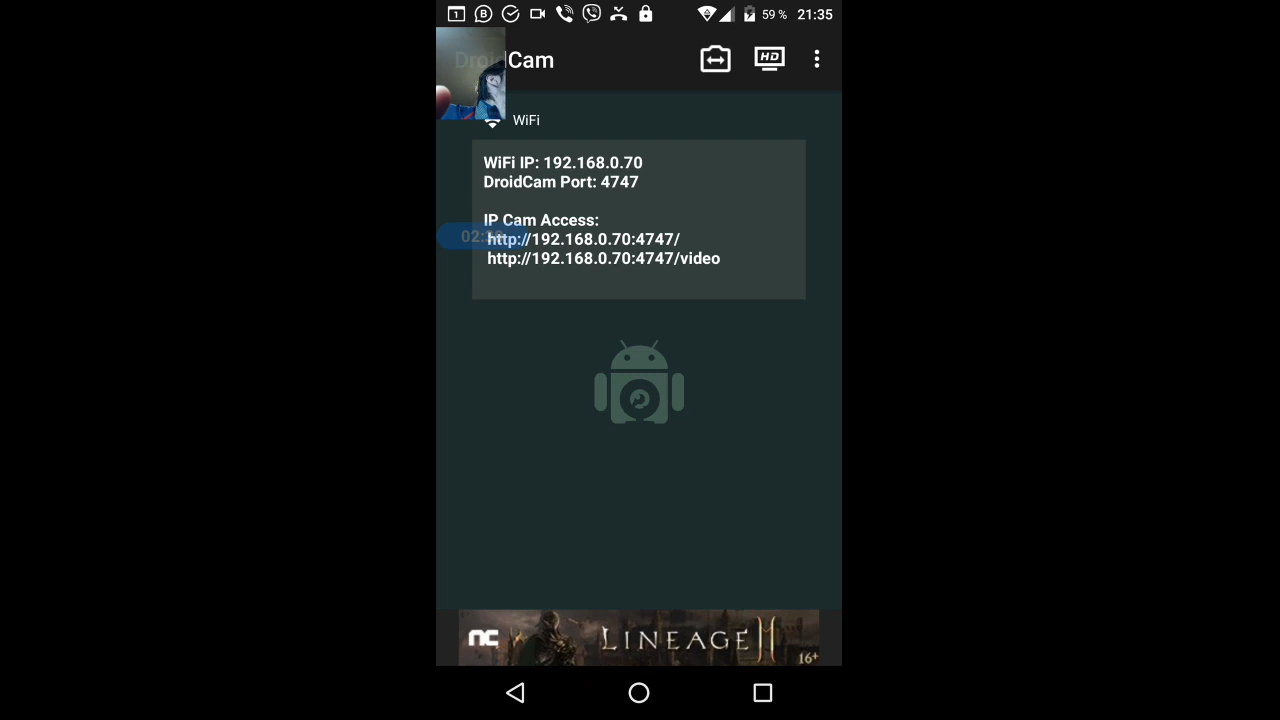 59 % 21:35
DroidCam
HD
WiFi
WiFi IP: 192.168.0.70
DroidCam Port: 4747
IP Cam Access:
http://192.168.0.70:4747/
http://192.168.0.70:4747/video
nc LINEAGE II
16+